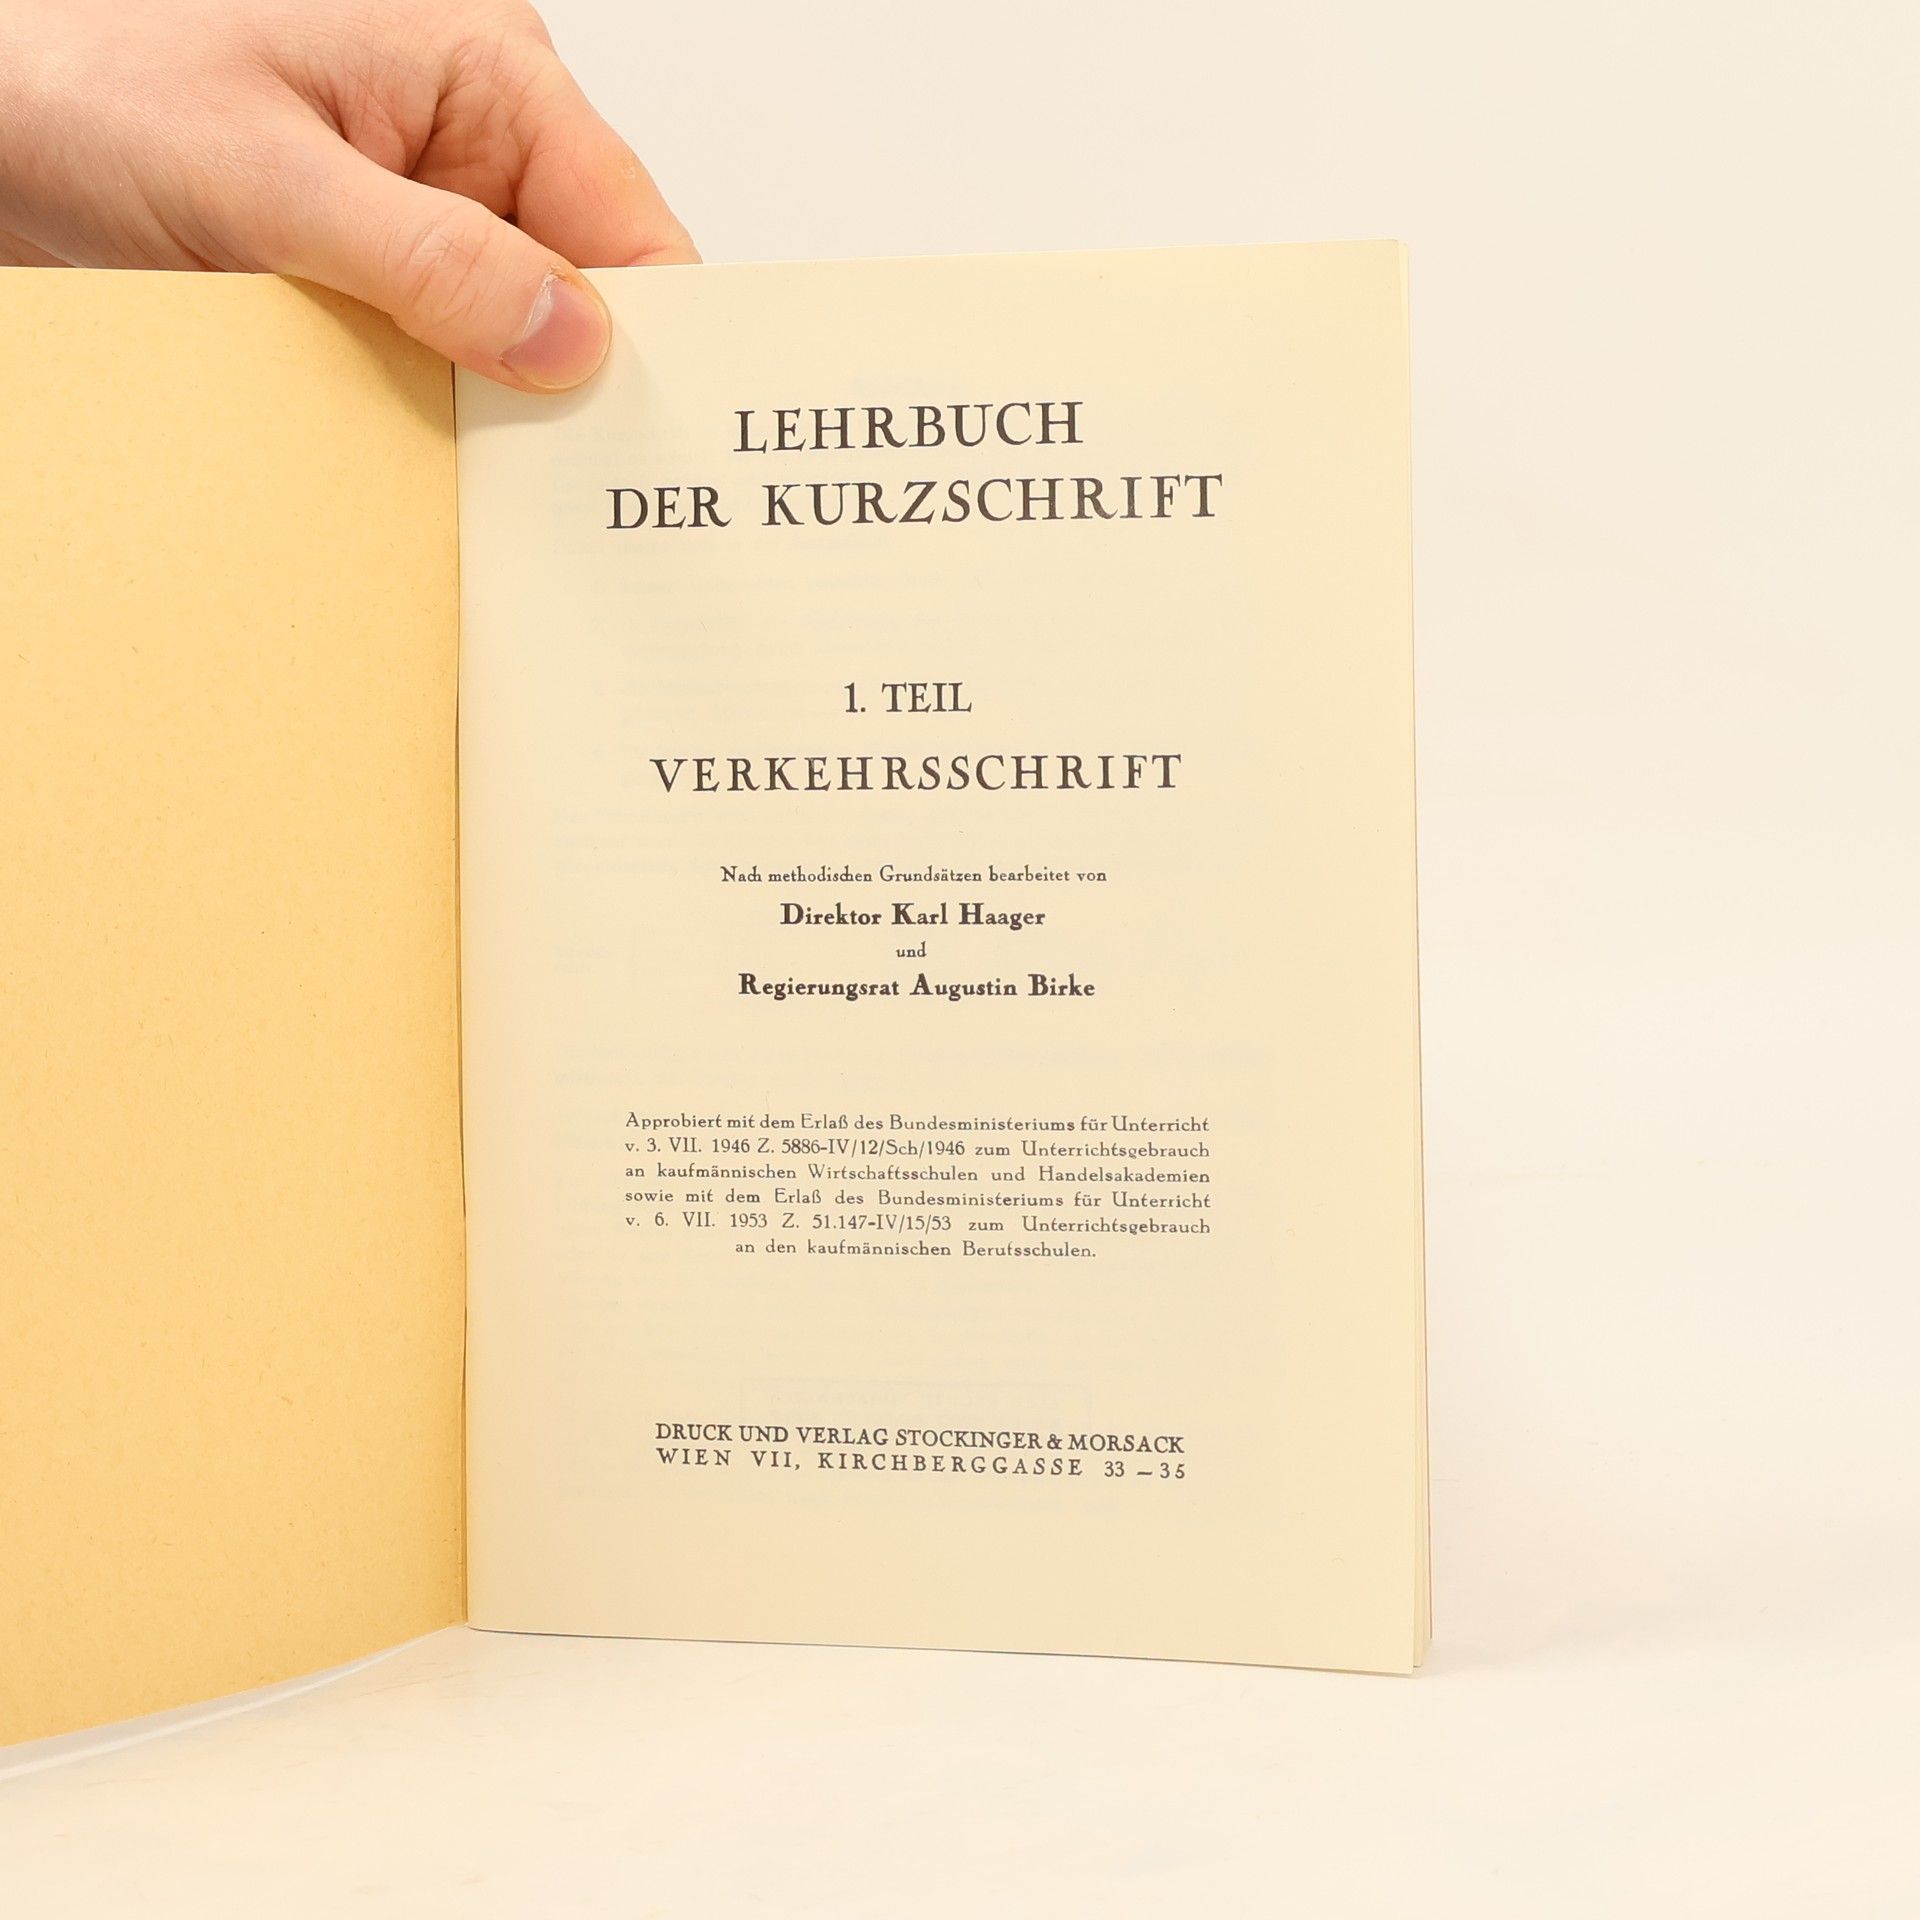 LEHRBUCH
DER KURZSCHRIFT
1. TEIL
VERKEHRSSCHRIFT
Nach methodischen Grundsätzen bearbeitet von
Direktor Karl Haager
und
Regierungsrat Augustin Birke
Approbiert mit dem Erlaß des Bundesministeriums für Unterricht
v. 3. VII. 1946 Z. 5886-IV/12/Sch/1946 zum Unterrichtsgebrauch
an kaufmännischen Wirtschaftsschulen und Handelsakademien
sowie mit dem Erlaß des Bundesministeriums für Unterricht
v. 6. VII. 1953 Z. 51.147-IV/15/53 zum Unterrichtsgebrauch
an den kaufmännischen Berufsschulen.
DRUCK UND VERLAG STOCKINGER & MORSACK
WIEN VII, KIRCHBERGGASSE 33 – 35